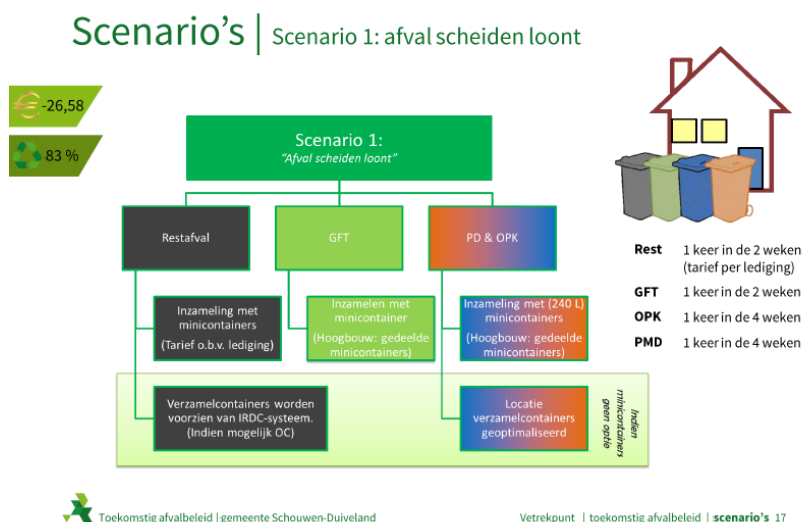 Scenario's | Scenario 1: afval scheiden loont
-26,58
83 %
Scenario 1:
"Afval scheiden loont"
Restafval
GFT
PD & OPK
Inzameling met
minicontainers
(Tarief o.b.v. lediging)
Inzamelen met
minicontainer
(Hoogbouw: gedeelde
minicontainers)
Inzameling met (240 L)
minicontainers
(Hoogbouw: gedeelde
minicontainers)
Verzamelcontainers worden
voorzien van IRDC-systeem.
(Indien mogelijk OC)
Locatie
verzamelcontainers
geoptimaliseerd
Indien
minicontainers
geen optie
Rest 1 keer in de 2 weken
(tarief per lediging)
GFT 1 keer in de 2 weken
OPK 1 keer in de 4 weken
PMD 1 keer in de 4 weken
Toekomstig afvalbeleid | gemeente Schouwen-Duiveland
Vetrekpunt | toekomstig afvalbeleid | scenario's 17